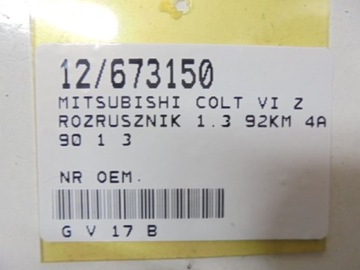 12/673150
MITSUBISHI COLT VI Z
ROZRUSZNIK 1.3 92KM 4A
90 1 3
NR OEM.
G V 17 B